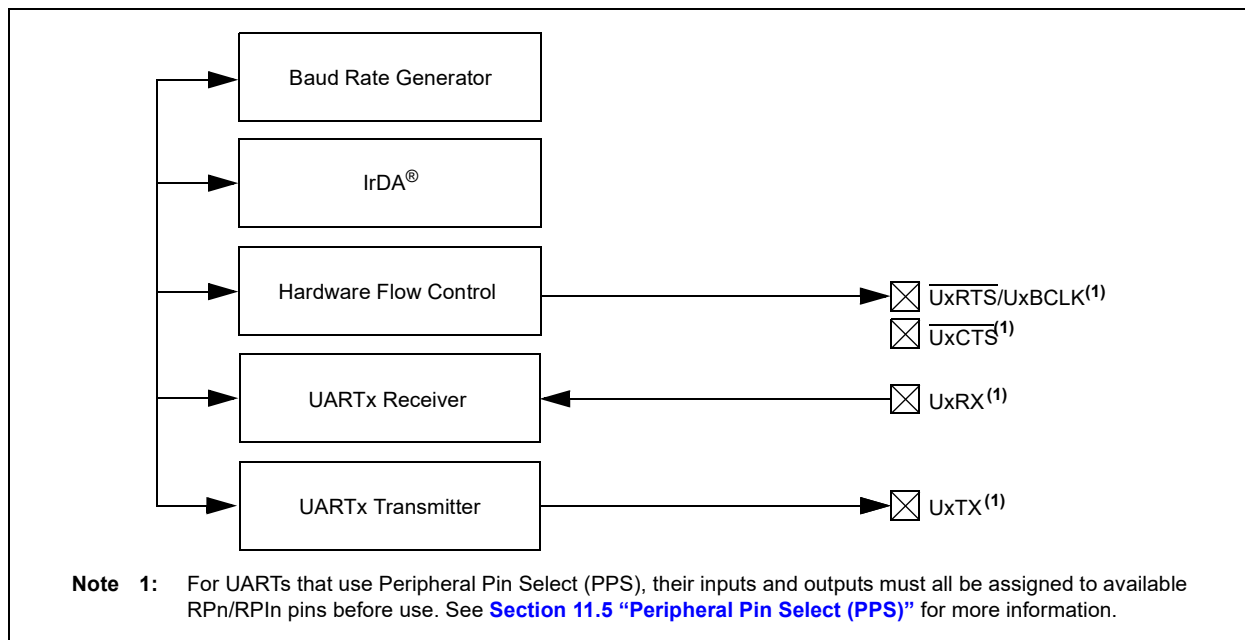 Baud Rate Generator
IrDA®
Hardware Flow Control
UxRTS/UxBCLK(1)
UxCTS(1)
UARTx Receiver
UxRX(1)
UARTx Transmitter
UxTX(1)
Note 1: For UARTs that use Peripheral Pin Select (PPS), their inputs and outputs must all be assigned to available
RPn/RPIn pins before use. See Section 11.5 “Peripheral Pin Select (PPS)” for more information.